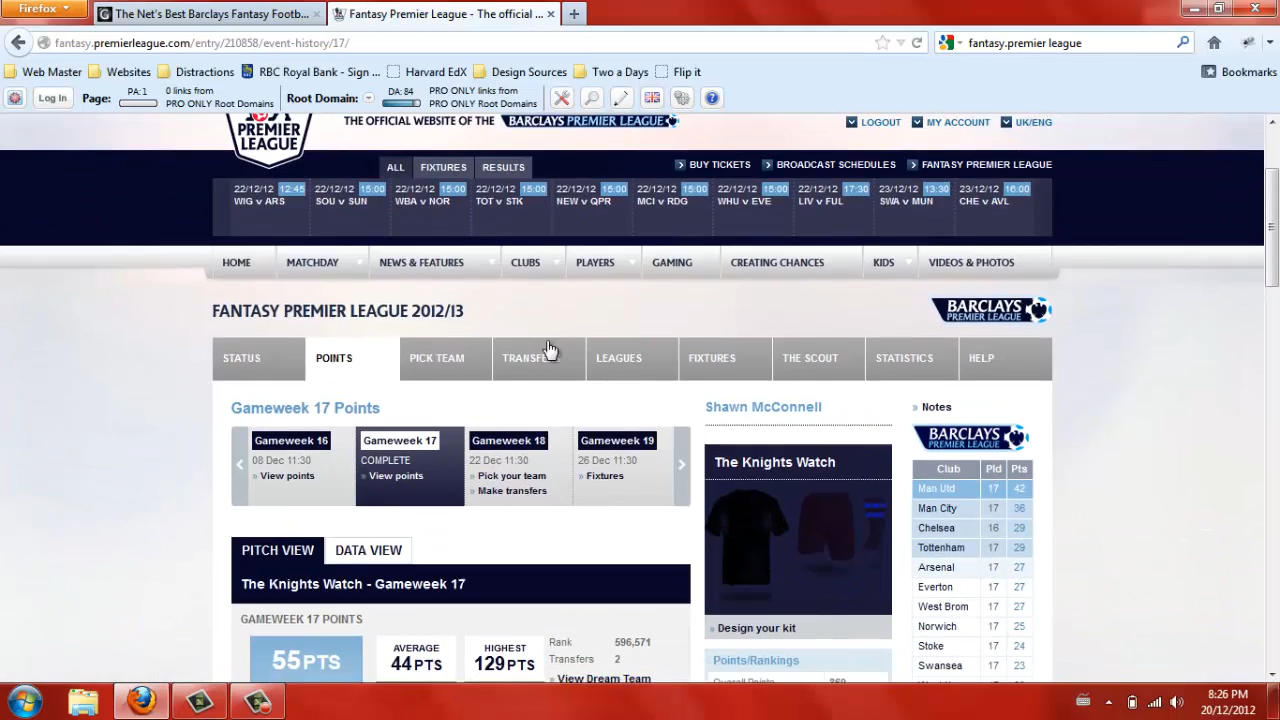 Firefox
The Net's Best Barclays Fantasy Footb...
Fantasy Premier League - The official ...
fantasy.premierleague.com/entry/210858/event-history/17/
fantasy.premier league
Web Master Websites Distractions RBC Royal Bank - Sign ... Harvard EdX Design Sources Two a Days Flip it Bookmarks
Log In Page: PA:1 0 links from PRO ONLY Root Domains Root Domain: DA: 84 PRO ONLY links from PRO ONLY Root Domains
PREMIER LEAGUE
THE OFFICIAL WEBSITE OF THE BARCLAYS PREMIER LEAGUE
LOGOUT MY ACCOUNT UK/ENG
ALL FIXTURES RESULTS
BUY TICKETS BROADCAST SCHEDULES FANTASY PREMIER LEAGUE
22/12/12 12:45 22/12/12 15:00 22/12/12 15:00 22/12/12 15:00 22/12/12 15:00 22/12/12 15:00 22/12/12 15:00 22/12/12 17:30 23/12/12 13:30 23/12/12 16:00
WIG v ARS SOU v SUN WBA v NOR TOT v STK NEW v QPR MCI v RDG WHU v EVE LIV v FUL SWA v MUN CHE v AVL
HOME MATCHDAY NEWS & FEATURES CLUBS PLAYERS GAMING CREATING CHANCES KIDS VIDEOS & PHOTOS
FANTASY PREMIER LEAGUE 2012/13
BARCLAYS PREMIER LEAGUE
STATUS POINTS PICK TEAM TRANSFE LEAGUES FIXTURES THE SCOUT STATISTICS HELP
Gameweek 17 Points
Gameweek 16 Gameweek 17 Gameweek 18 Gameweek 19
08 Dec 11:30 COMPLETE 22 Dec 11:30 26 Dec 11:30
» View points » View points » Pick your team » Fixtures
» Make transfers
PITCH VIEW DATA VIEW
The Knights Watch - Gameweek 17
GAMEWEEK 17 POINTS
55PTS
AVERAGE
44PTS
HIGHEST
129PTS
Rank 596,571
Transfers 2
» View Dream Team
Shawn McConnell
The Knights Watch
» Design your kit
Points/Rankings
» Notes
BARCLAYS PREMIER LEAGUE
Club Pld Pts
Man Utd 17 42
Man City 17 36
Chelsea 16 29
Tottenham 17 29
Arsenal 17 27
Everton 17 27
West Brom 17 27
Norwich 17 25
Stoke 17 24
Swansea 17 23
8:26 PM
20/12/2012